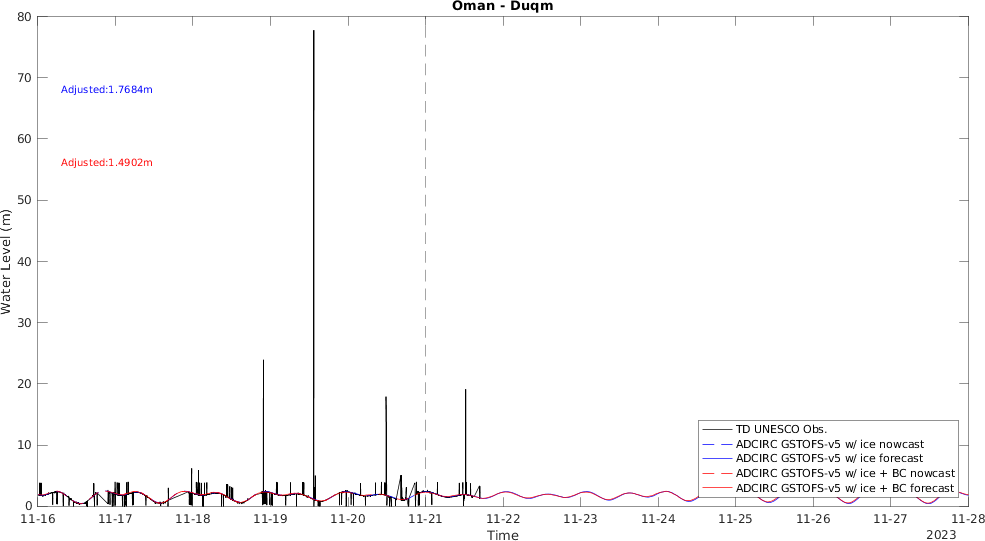 Oman - Duqm
80
70
60
50
40
30
20
10
0
Water Level (m)
Adjusted:1.7684m
Adjusted:1.4902m
TD UNESCO Obs.
ADCIRC GSTOFS-v5 w/ ice nowcast
ADCIRC GSTOFS-v5 w/ ice forecast
ADCIRC GSTOFS-v5 w/ ice + BC nowcast
ADCIRC GSTOFS-v5 w/ ice + BC forecast
11-16 11-17 11-18 11-19 11-20 11-21 11-22 11-23 11-24 11-25 11-26 11-27 11-28
Time
2023